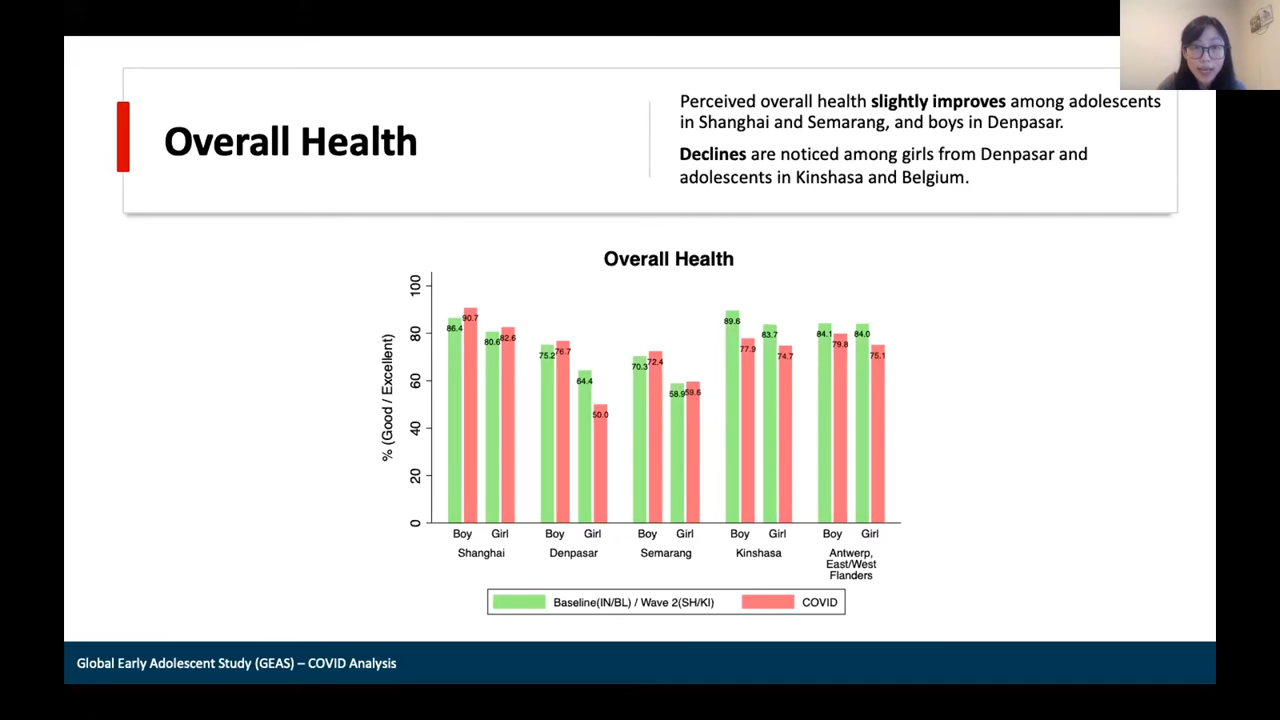 Overall Health
Perceived overall health slightly improves among adolescents
in Shanghai and Semarang, and boys in Denpasar.
Declines are noticed among girls from Denpasar and
adolescents in Kinshasa and Belgium.
Overall Health
% (Good / Excellent)
100
80
60
40
20
0
86.4 90.7 80.6 82.6
75.2 76.7 64.4 50.0
70.3 72.4 58.9 59.6
89.6 77.9 83.7 74.7
84.1 79.8 84.0 75.1
Boy Girl Boy Girl Boy Girl Boy Girl Boy Girl
Shanghai Denpasar Semarang Kinshasa Antwerp,
East/West
Flanders
Baseline(IN/BL) / Wave 2(SH/KI) COVID
Global Early Adolescent Study (GEAS) – COVID Analysis